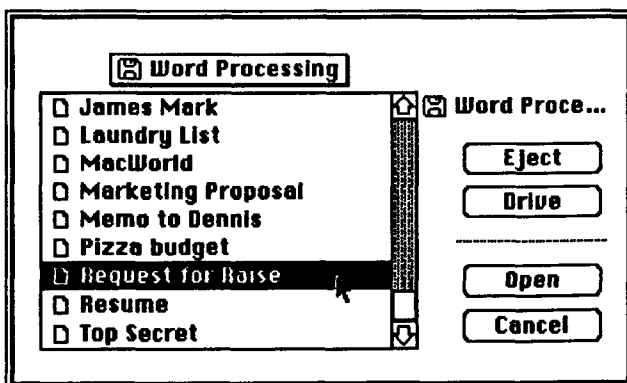 Word Processing
James Mark
Laundry List
MacWorld
Marketing Proposal
Memo to Dennis
Pizza budget
Request for Raise
Resume
Top Secret
Word Proce...
Eject
Drive
Open
Cancel